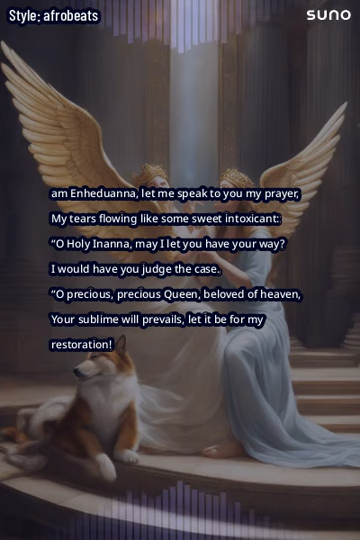 Style: afrobeats
SUNO
am Enheduanna, let me speak to you my prayer,
My tears flowing like some sweet intoxicant:
“O Holy Inanna, may I let you have your way?
I would have you judge the case.
“O precious, precious Queen, beloved of heaven,
Your sublime will prevails, let it be for my
restoration!